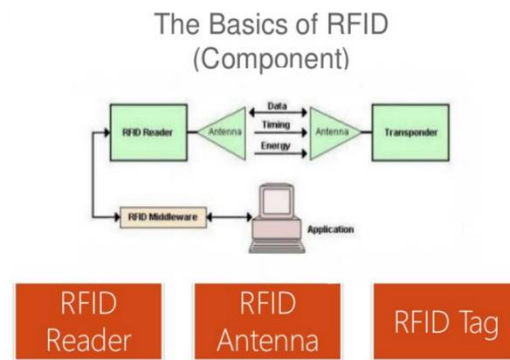 The Basics of RFID
(Component)
Data
RFID Reader
Antenna
Timing
Antenna
Transponder
Energy
RFID Middleware
Application
RFID
Reader
RFID
Antenna
RFID Tag